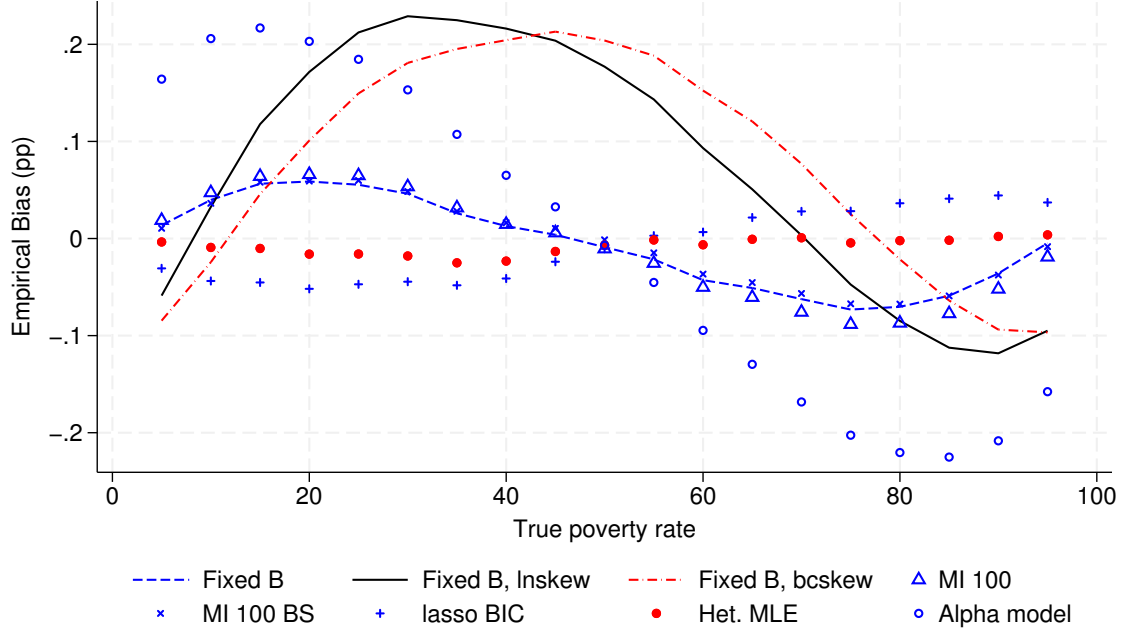 .2
.1
0
−.1
−.2
Empirical Bias (pp)
0 20 40 60 80 100
True poverty rate
Fixed B Fixed B, lnskew Fixed B, bcskew MI 100
MI 100 BS lasso BIC Het. MLE Alpha model